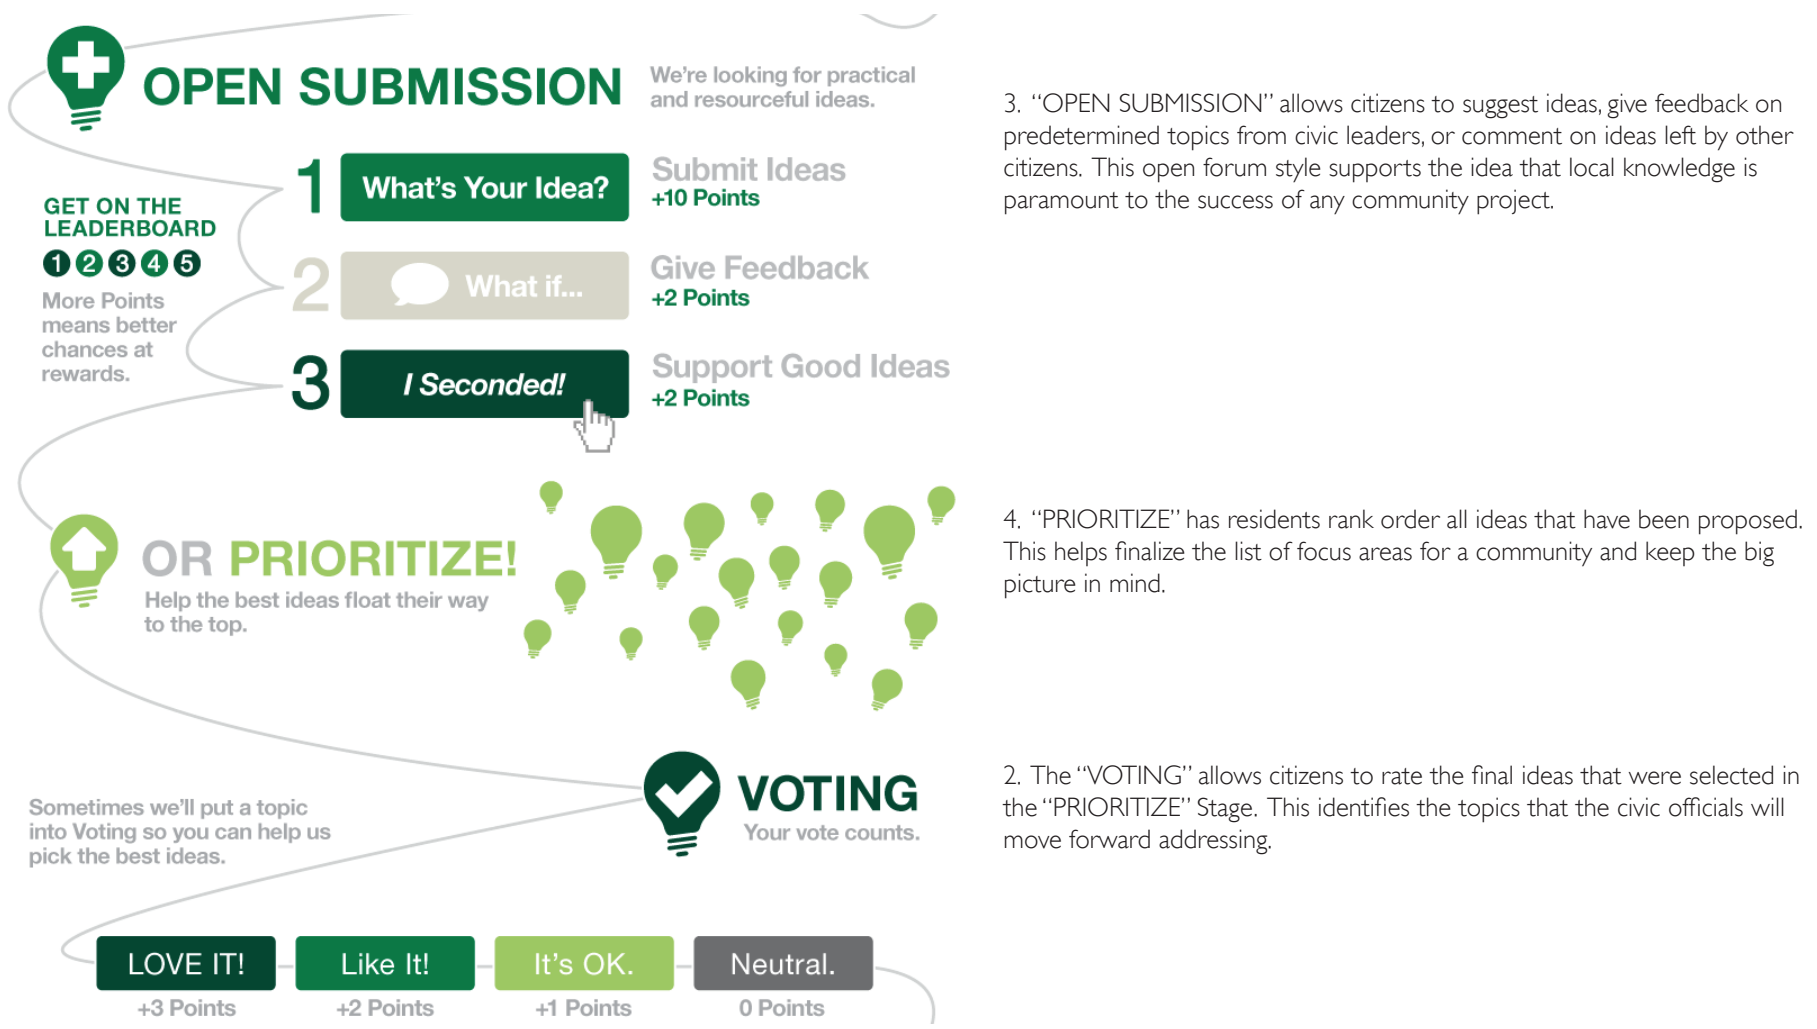 OPEN SUBMISSION
We're looking for practical
and resourceful ideas.
3. “OPEN SUBMISSION” allows citizens to suggest ideas, give feedback on
predetermined topics from civic leaders, or comment on ideas left by other
citizens. This open forum style supports the idea that local knowledge is
paramount to the success of any community project.
GET ON THE
LEADERBOARD
1 2 3 4 5
More Points
means better
chances at
rewards.
1 What's Your Idea?
Submit Ideas
+10 Points
2 What if...
Give Feedback
+2 Points
3 I Seconded!
Support Good Ideas
+2 Points
OR PRIORITIZE!
Help the best ideas float their way
to the top.
4. “PRIORITIZE” has residents rank order all ideas that have been proposed.
This helps finalize the list of focus areas for a community and keep the big
picture in mind.
Sometimes we'll put a topic
into Voting so you can help us
pick the best ideas.
VOTING
Your vote counts.
2. The “VOTING” allows citizens to rate the final ideas that were selected in
the “PRIORITIZE” Stage. This identifies the topics that the civic officials will
move forward addressing.
LOVE IT! Like It! It's OK. Neutral.
+3 Points +2 Points +1 Points 0 Points